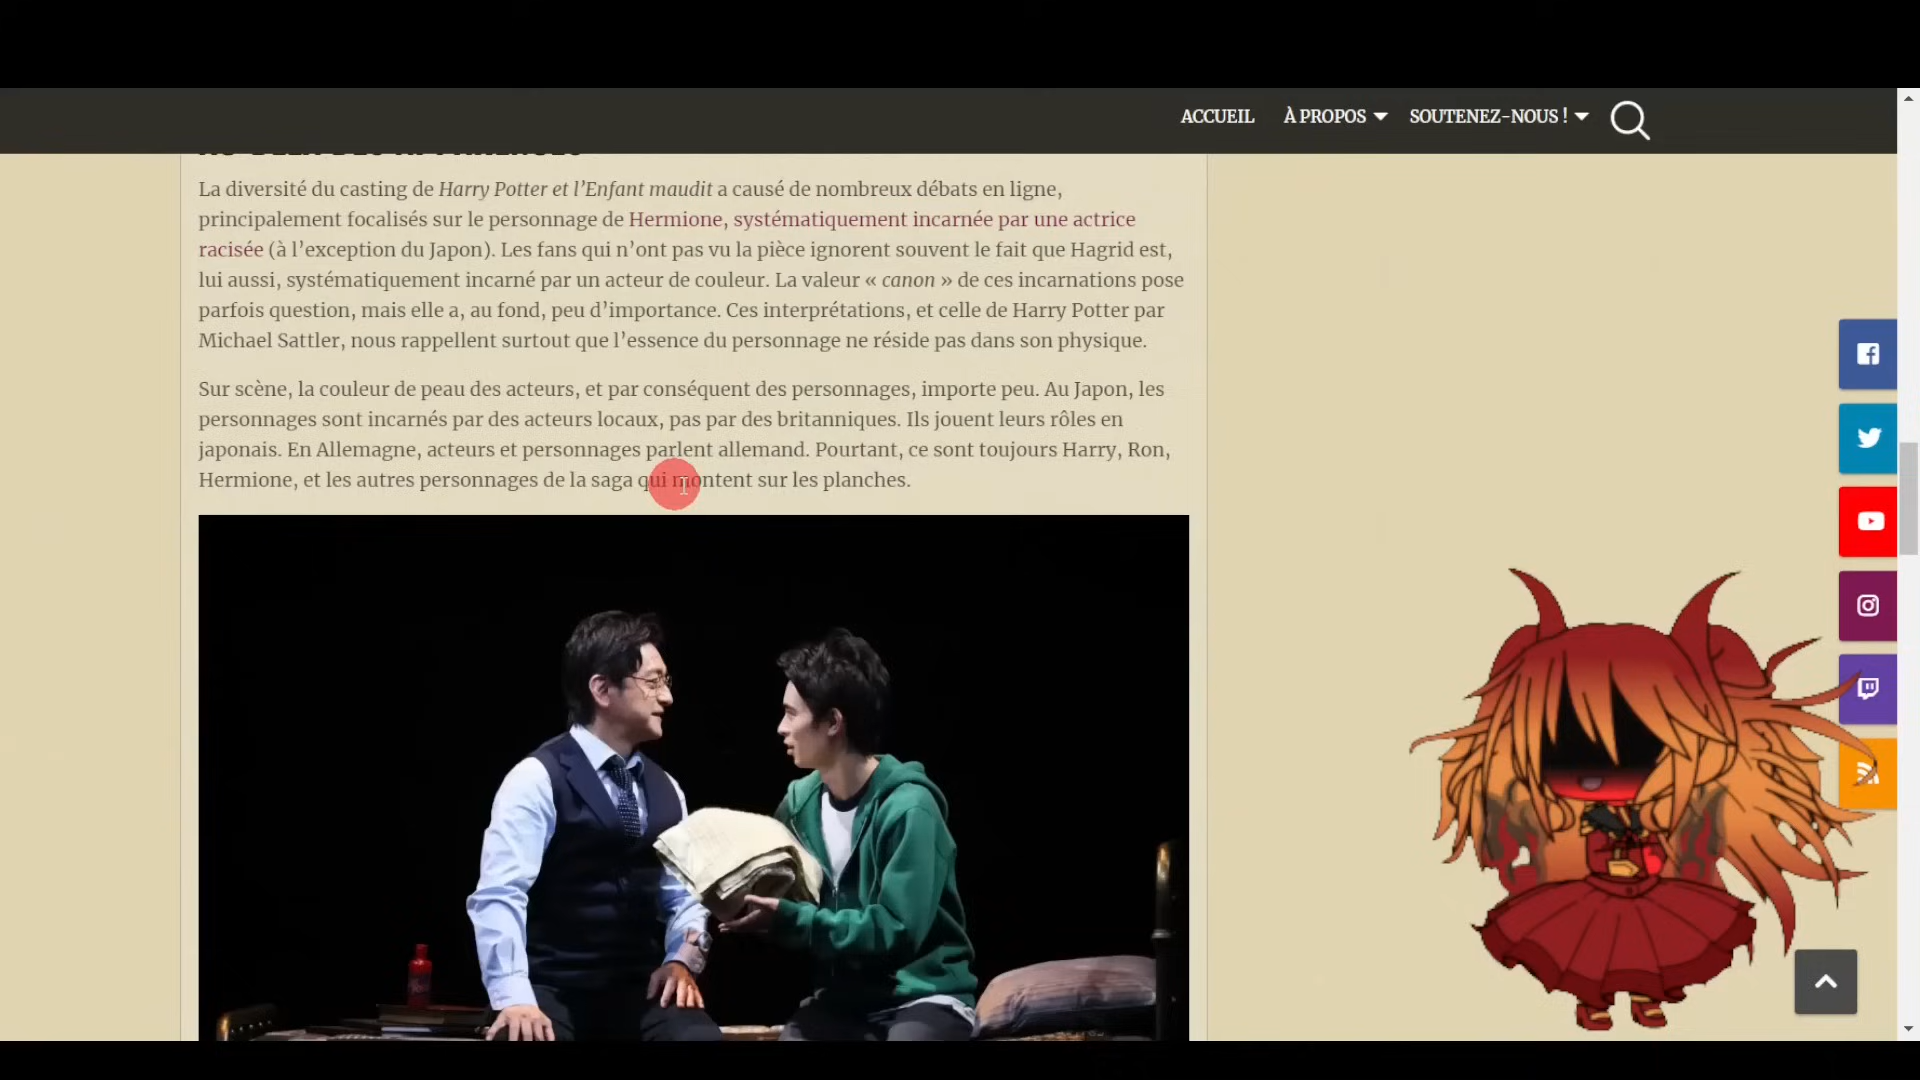 ACCUEIL À PROPOS SOUTENEZ-NOUS !
La diversité du casting de Harry Potter et l’Enfant maudit a causé de nombreux débats en ligne,
principalement focalisés sur le personnage de Hermione, systématiquement incarnée par une actrice
racisée (à l’exception du Japon). Les fans qui n’ont pas vu la pièce ignorent souvent le fait que Hagrid est,
lui aussi, systématiquement incarné par un acteur de couleur. La valeur « canon » de ces incarnations pose
parfois question, mais elle a, au fond, peu d’importance. Ces interprétations, et celle de Harry Potter par
Michael Sattler, nous rappellent surtout que l’essence du personnage ne réside pas dans son physique.
Sur scène, la couleur de peau des acteurs, et par conséquent des personnages, importe peu. Au Japon, les
personnages sont incarnés par des acteurs locaux, pas par des britanniques. Ils jouent leurs rôles en
japonais. En Allemagne, acteurs et personnages parlent allemand. Pourtant, ce sont toujours Harry, Ron,
Hermione, et les autres personnages de la saga qui montent sur les planches.